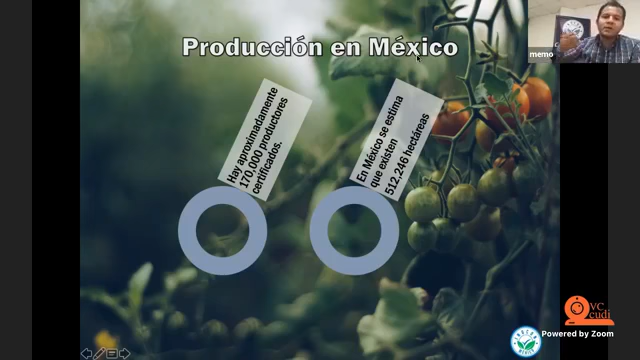 Producción en México
Hay aproximadamente
170,000 productores
certificados.
En México se estima
que existen
512,246 hectáreas
memo
VC
cudi
Powered by Zoom